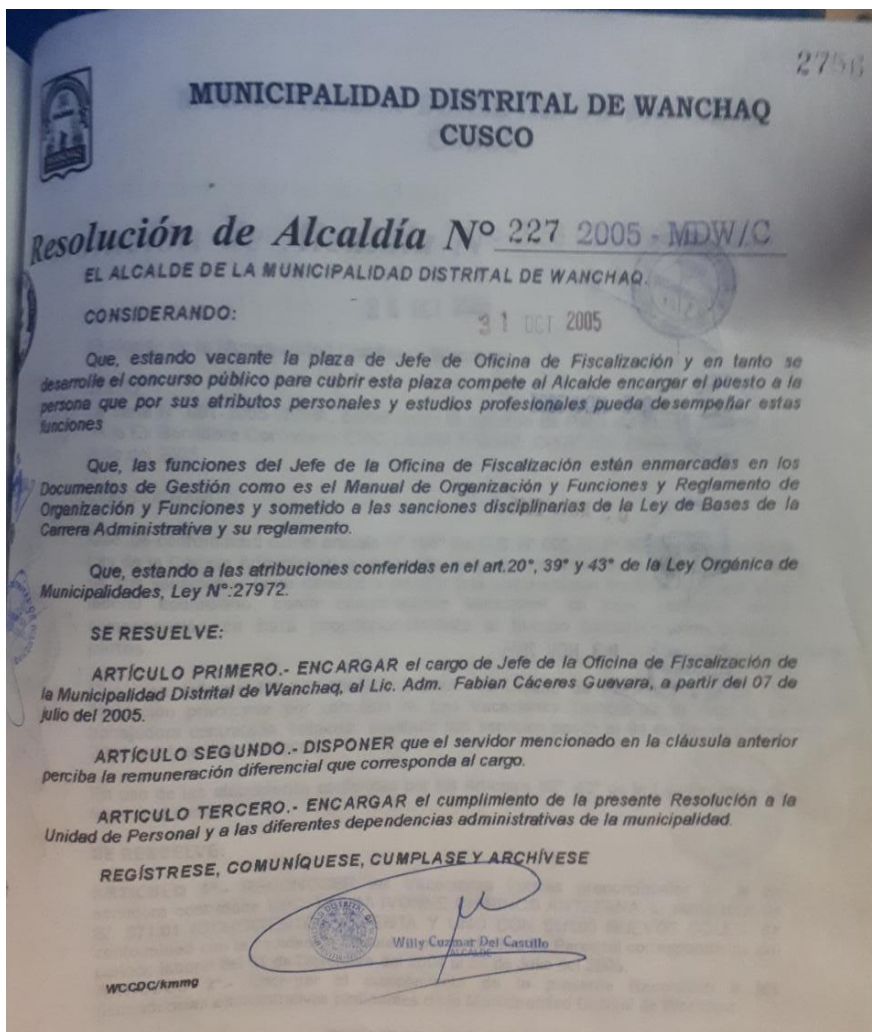 MUNICIPALIDAD DISTRITAL DE WANCHAQ
CUSCO
Resolución de Alcaldía N° 227 2005 - MDW/C
EL ALCALDE DE LA MUNICIPALIDAD DISTRITAL DE WANCHAQ.
CONSIDERANDO:
31 OCT 2005
Que, estando vacante la plaza de Jefe de Oficina de Fiscalización y en tanto se
desarrolle el concurso público para cubrir esta plaza compete al Alcalde encargar el puesto a la
persona que por sus atributos personales y estudios profesionales pueda desempeñar estas
funciones
Que, las funciones del Jefe de la Oficina de Fiscalización están enmarcadas en los
Documentos de Gestión como es el Manual de Organización y Funciones y Reglamento de
Organización y Funciones y sometido a las sanciones disciplinarias de la Ley de Bases de la
Carrera Administrativa y su reglamento.
Que, estando a las atribuciones conferidas en el art.20°, 39° y 43° de la Ley Orgánica de
Municipalidades, Ley N°:27972.
SE RESUELVE:
ARTÍCULO PRIMERO.- ENCARGAR el cargo de Jefe de la Oficina de Fiscalización de
la Municipalidad Distrital de Wanchaq, al Lic. Adm. Fabian Cáceres Guevara, a partir del 07 de
julio del 2005.
ARTÍCULO SEGUNDO.- DISPONER que el servidor mencionado en la cláusula anterior
perciba la remuneración diferencial que corresponda al cargo.
ARTICULO TERCERO.- ENCARGAR el cumplimiento de la presente Resolución a la
Unidad de Personal y a las diferentes dependencias administrativas de la municipalidad.
REGÍSTRESE, COMUNÍQUESE, CUMPLASE Y ARCHÍVESE
Willy Cuzmar Del Castillo
ALCALDE
WCCDC/kmmg